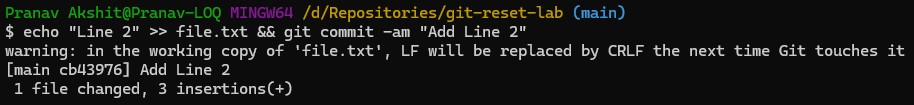 Pranav Akshit@Pranav-LOQ MINGW64 /d/Repositories/git-reset-lab (main)
$ echo "Line 2" >> file.txt && git commit -am "Add Line 2"
warning: in the working copy of 'file.txt', LF will be replaced by CRLF the next time Git touches it
[main cb43976] Add Line 2
 1 file changed, 3 insertions(+)